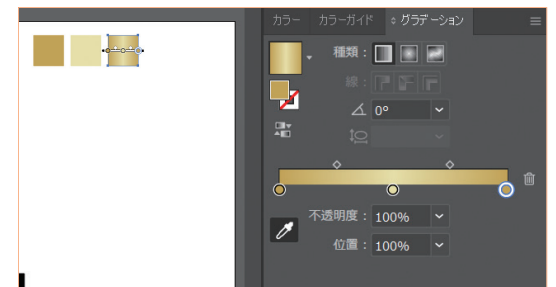 カラー カラーガイド グラデーション
種類：
線：
0°
不透明度： 100%
位置： 100%